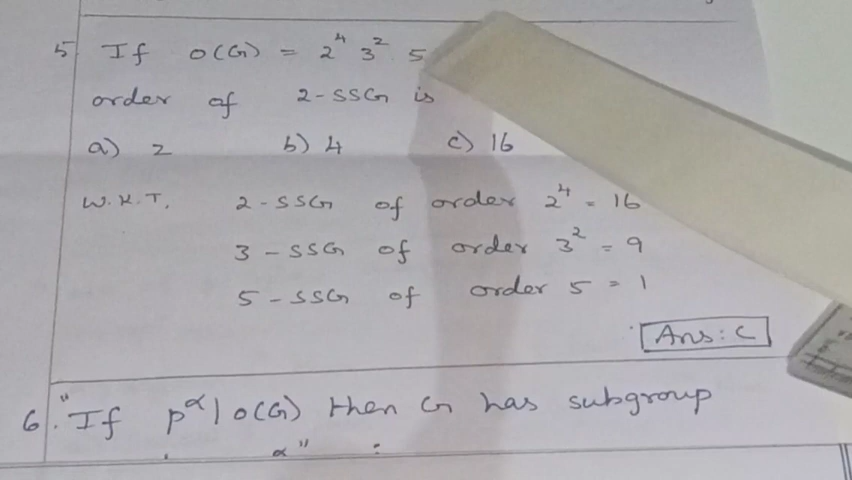 5. If O(G) = 2⁴ 3² 5
order of 2-SSG is
a) 2 b) 4 c) 16
W.K.T. 2-SSG of order 2⁴ = 16
3-SSG of order 3² = 9
5-SSG of order 5 = 1
Ans: C
6. "If p^α | O(G) then G has subgroup
α" :